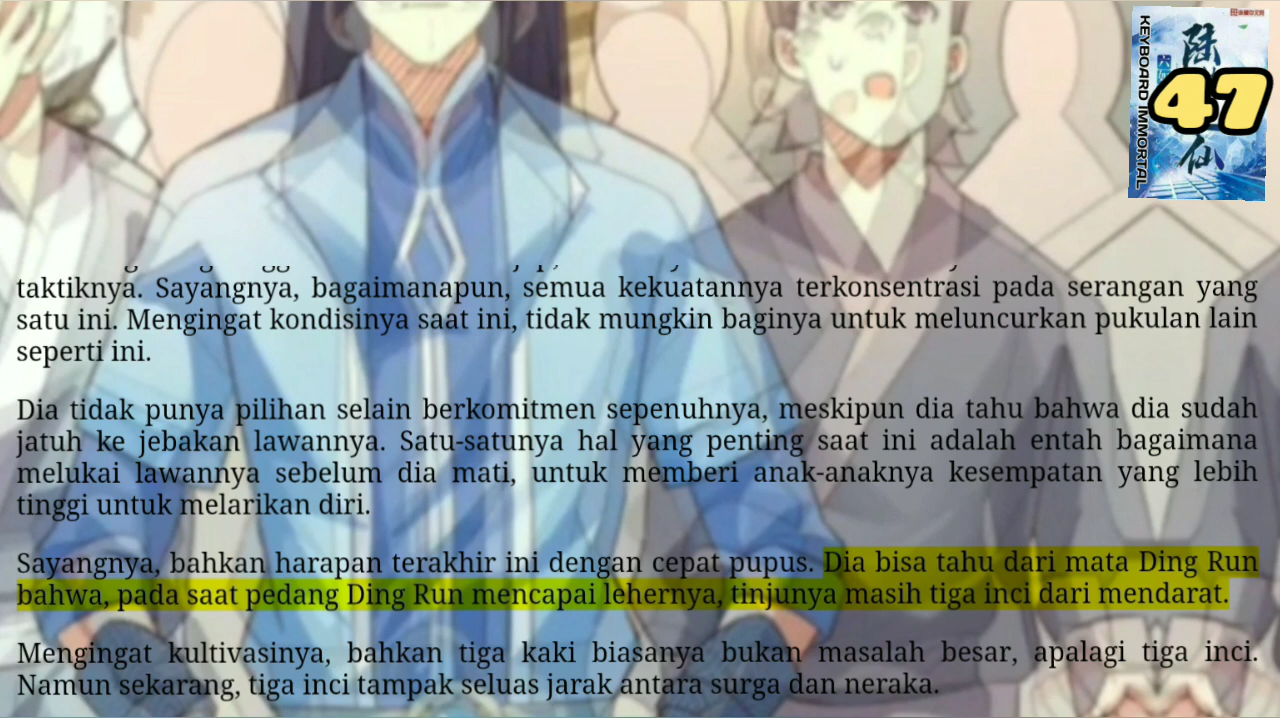 KEYBOARD IMMORTAL
47
taktiknya. Sayangnya, bagaimanapun, semua kekuatannya terkonsentrasi pada serangan yang
satu ini. Mengingat kondisinya saat ini, tidak mungkin baginya untuk meluncurkan pukulan lain
seperti ini.
Dia tidak punya pilihan selain berkomitmen sepenuhnya, meskipun dia tahu bahwa dia sudah
jatuh ke jebakan lawannya. Satu-satunya hal yang penting saat ini adalah entah bagaimana
melukai lawannya sebelum dia mati, untuk memberi anak-anaknya kesempatan yang lebih
tinggi untuk melarikan diri.
Sayangnya, bahkan harapan terakhir ini dengan cepat pupus. Dia bisa tahu dari mata Ding Run
bahwa, pada saat pedang Ding Run mencapai lehernya, tinjunya masih tiga inci dari mendarat.
Mengingat kultivasinya, bahkan tiga kaki biasanya bukan masalah besar, apalagi tiga inci.
Namun sekarang, tiga inci tampak seluas jarak antara surga dan neraka.